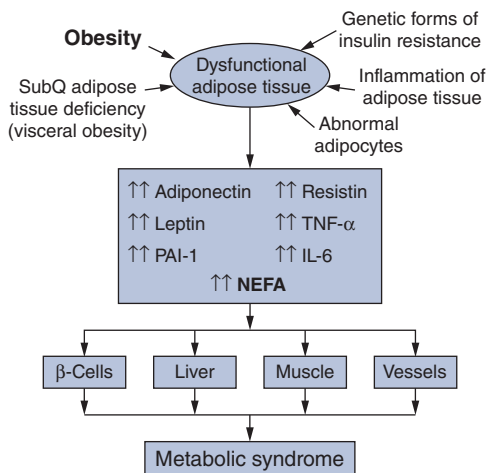 Obesity
Genetic forms of
insulin resistance
Dysfunctional
adipose tissue
SubQ adipose
tissue deficiency
(visceral obesity)
Inflammation of
adipose tissue
Abnormal
adipocytes
↑↑ Adiponectin
↑↑ Resistin
↑↑ Leptin
↑↑ TNF-α
↑↑ PAI-1
↑↑ IL-6
↑↑ NEFA
β-Cells
Liver
Muscle
Vessels
Metabolic syndrome